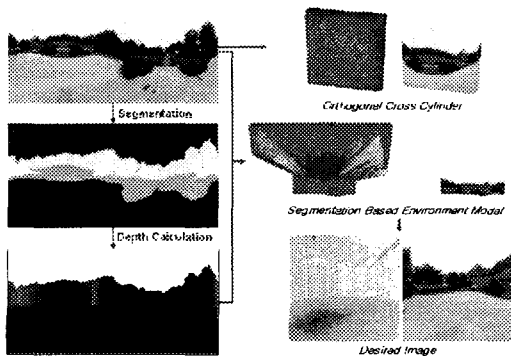 Segmentation
Orthogonal Cross Cylinder
Segmentation Based Environment Model
Depth Calculation
Desired Image